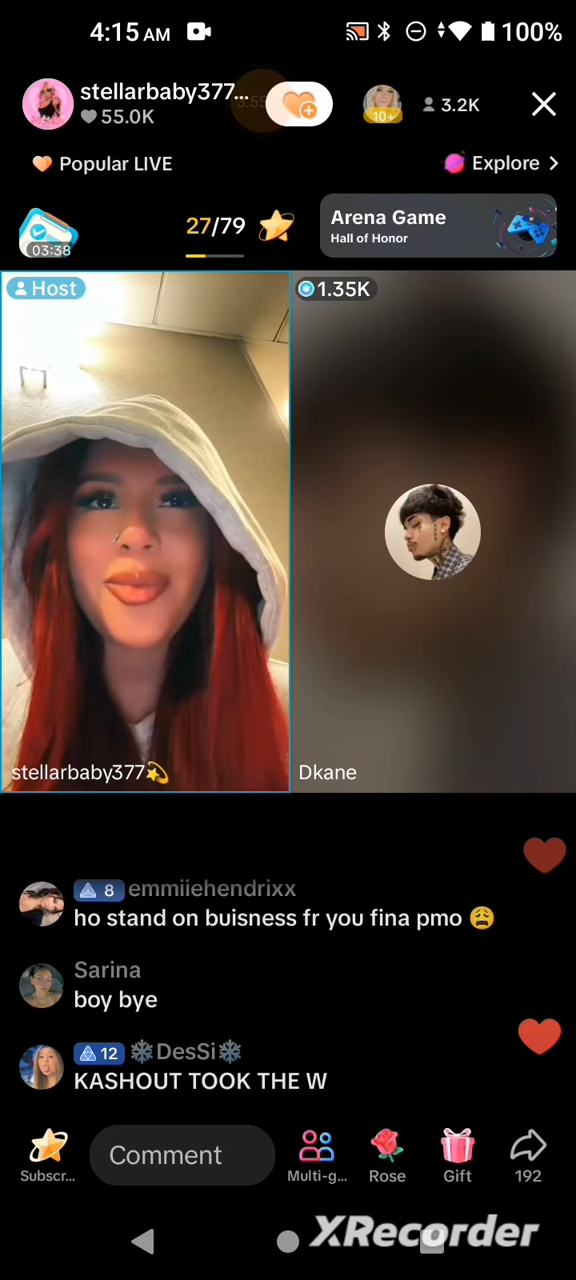 4:15 AM
100%
stellarbaby377...
55.0K
10+
3.2K
Popular LIVE
Explore
03:38
27/79
Arena Game
Hall of Honor
Host
1.35K
stellarbaby377💫
Dkane
8 emmiiehendrixx
ho stand on buisness fr you fina pmo 😩
Sarina
boy bye
12 ❄️DesSi❄️
KASHOUT TOOK THE W
Comment
Subscr...
Multi-g...
Rose
Gift
192
XRecorder